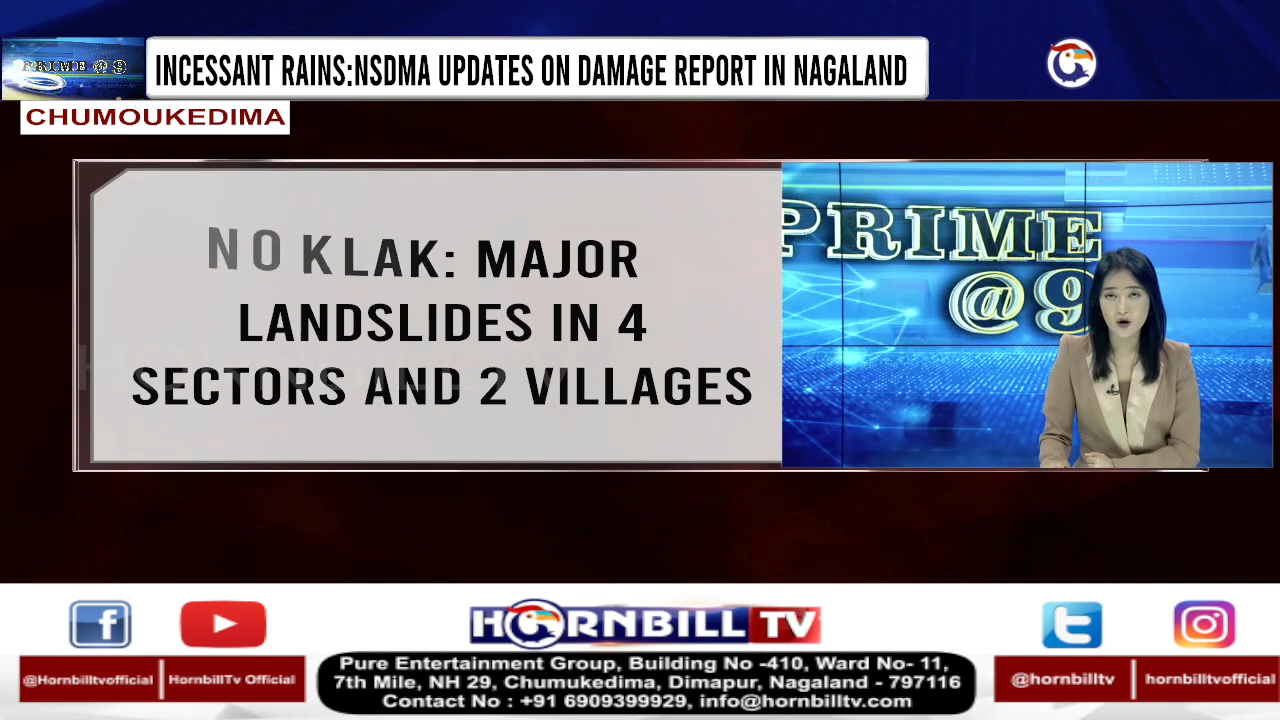 PRIME @ 9
INCESSANT RAINS:NSDMA UPDATES ON DAMAGE REPORT IN NAGALAND
CHUMOUKEDIMA
NOKLAK: MAJOR
LANDSLIDES IN 4
SECTORS AND 2 VILLAGES
HORNBILL TV
PRIME
@9
HORNBILL TV
@Hornbilltvofficial
HornbillTv Official
Pure Entertainment Group, Building No -410, Ward No- 11,
7th Mile, NH 29, Chumukedima, Dimapur, Nagaland - 797116
Contact No : +91 6909399929, info@hornbilltv.com
@hornbilltv
hornbilltvofficial